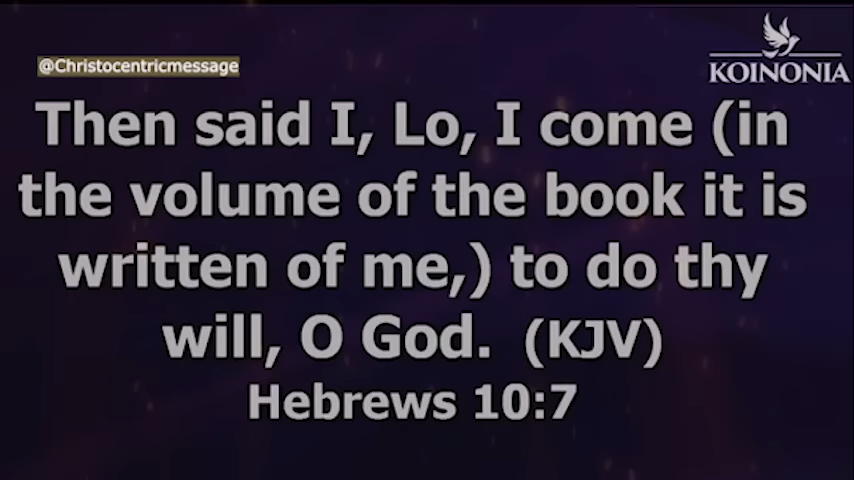 @Christocentricmessage
KOINONIA
Then said I, Lo, I come (in
the volume of the book it is
written of me,) to do thy
will, O God. (KJV)
Hebrews 10:7